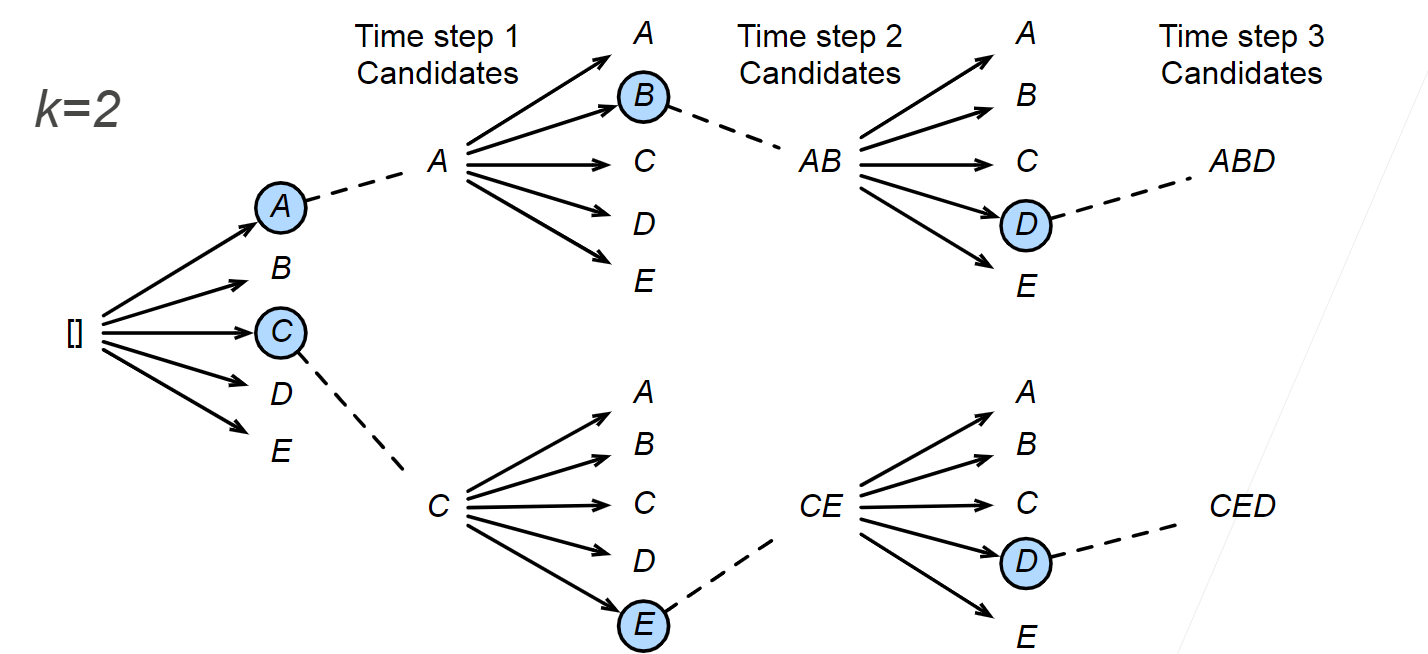 k=2
Time step 1
Candidates
Time step 2
Candidates
Time step 3
Candidates
[]
A
B
C
D
E
A
A
B
C
D
E
AB
A
B
C
D
E
ABD
C
A
B
C
D
E
CE
A
B
C
D
E
CED